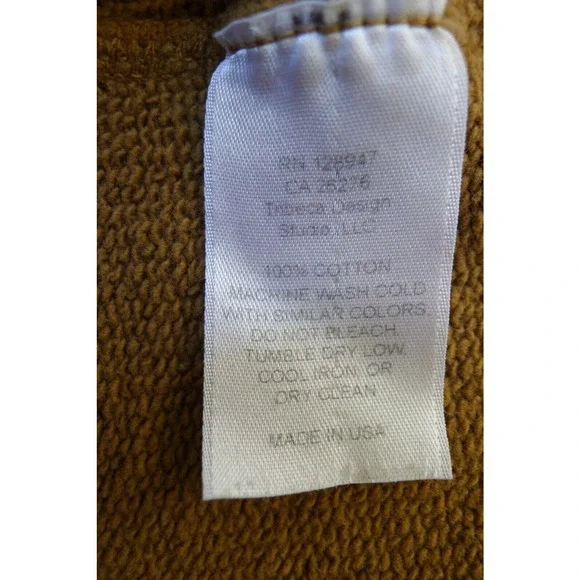 RN 128947
CA 26276
Tribeca Design
Studio, LLC
100% COTTON
MACHINE WASH COLD
WITH SIMILAR COLORS,
DO NOT BLEACH,
TUMBLE DRY LOW,
COOL IRON, OR
DRY CLEAN
MADE IN USA